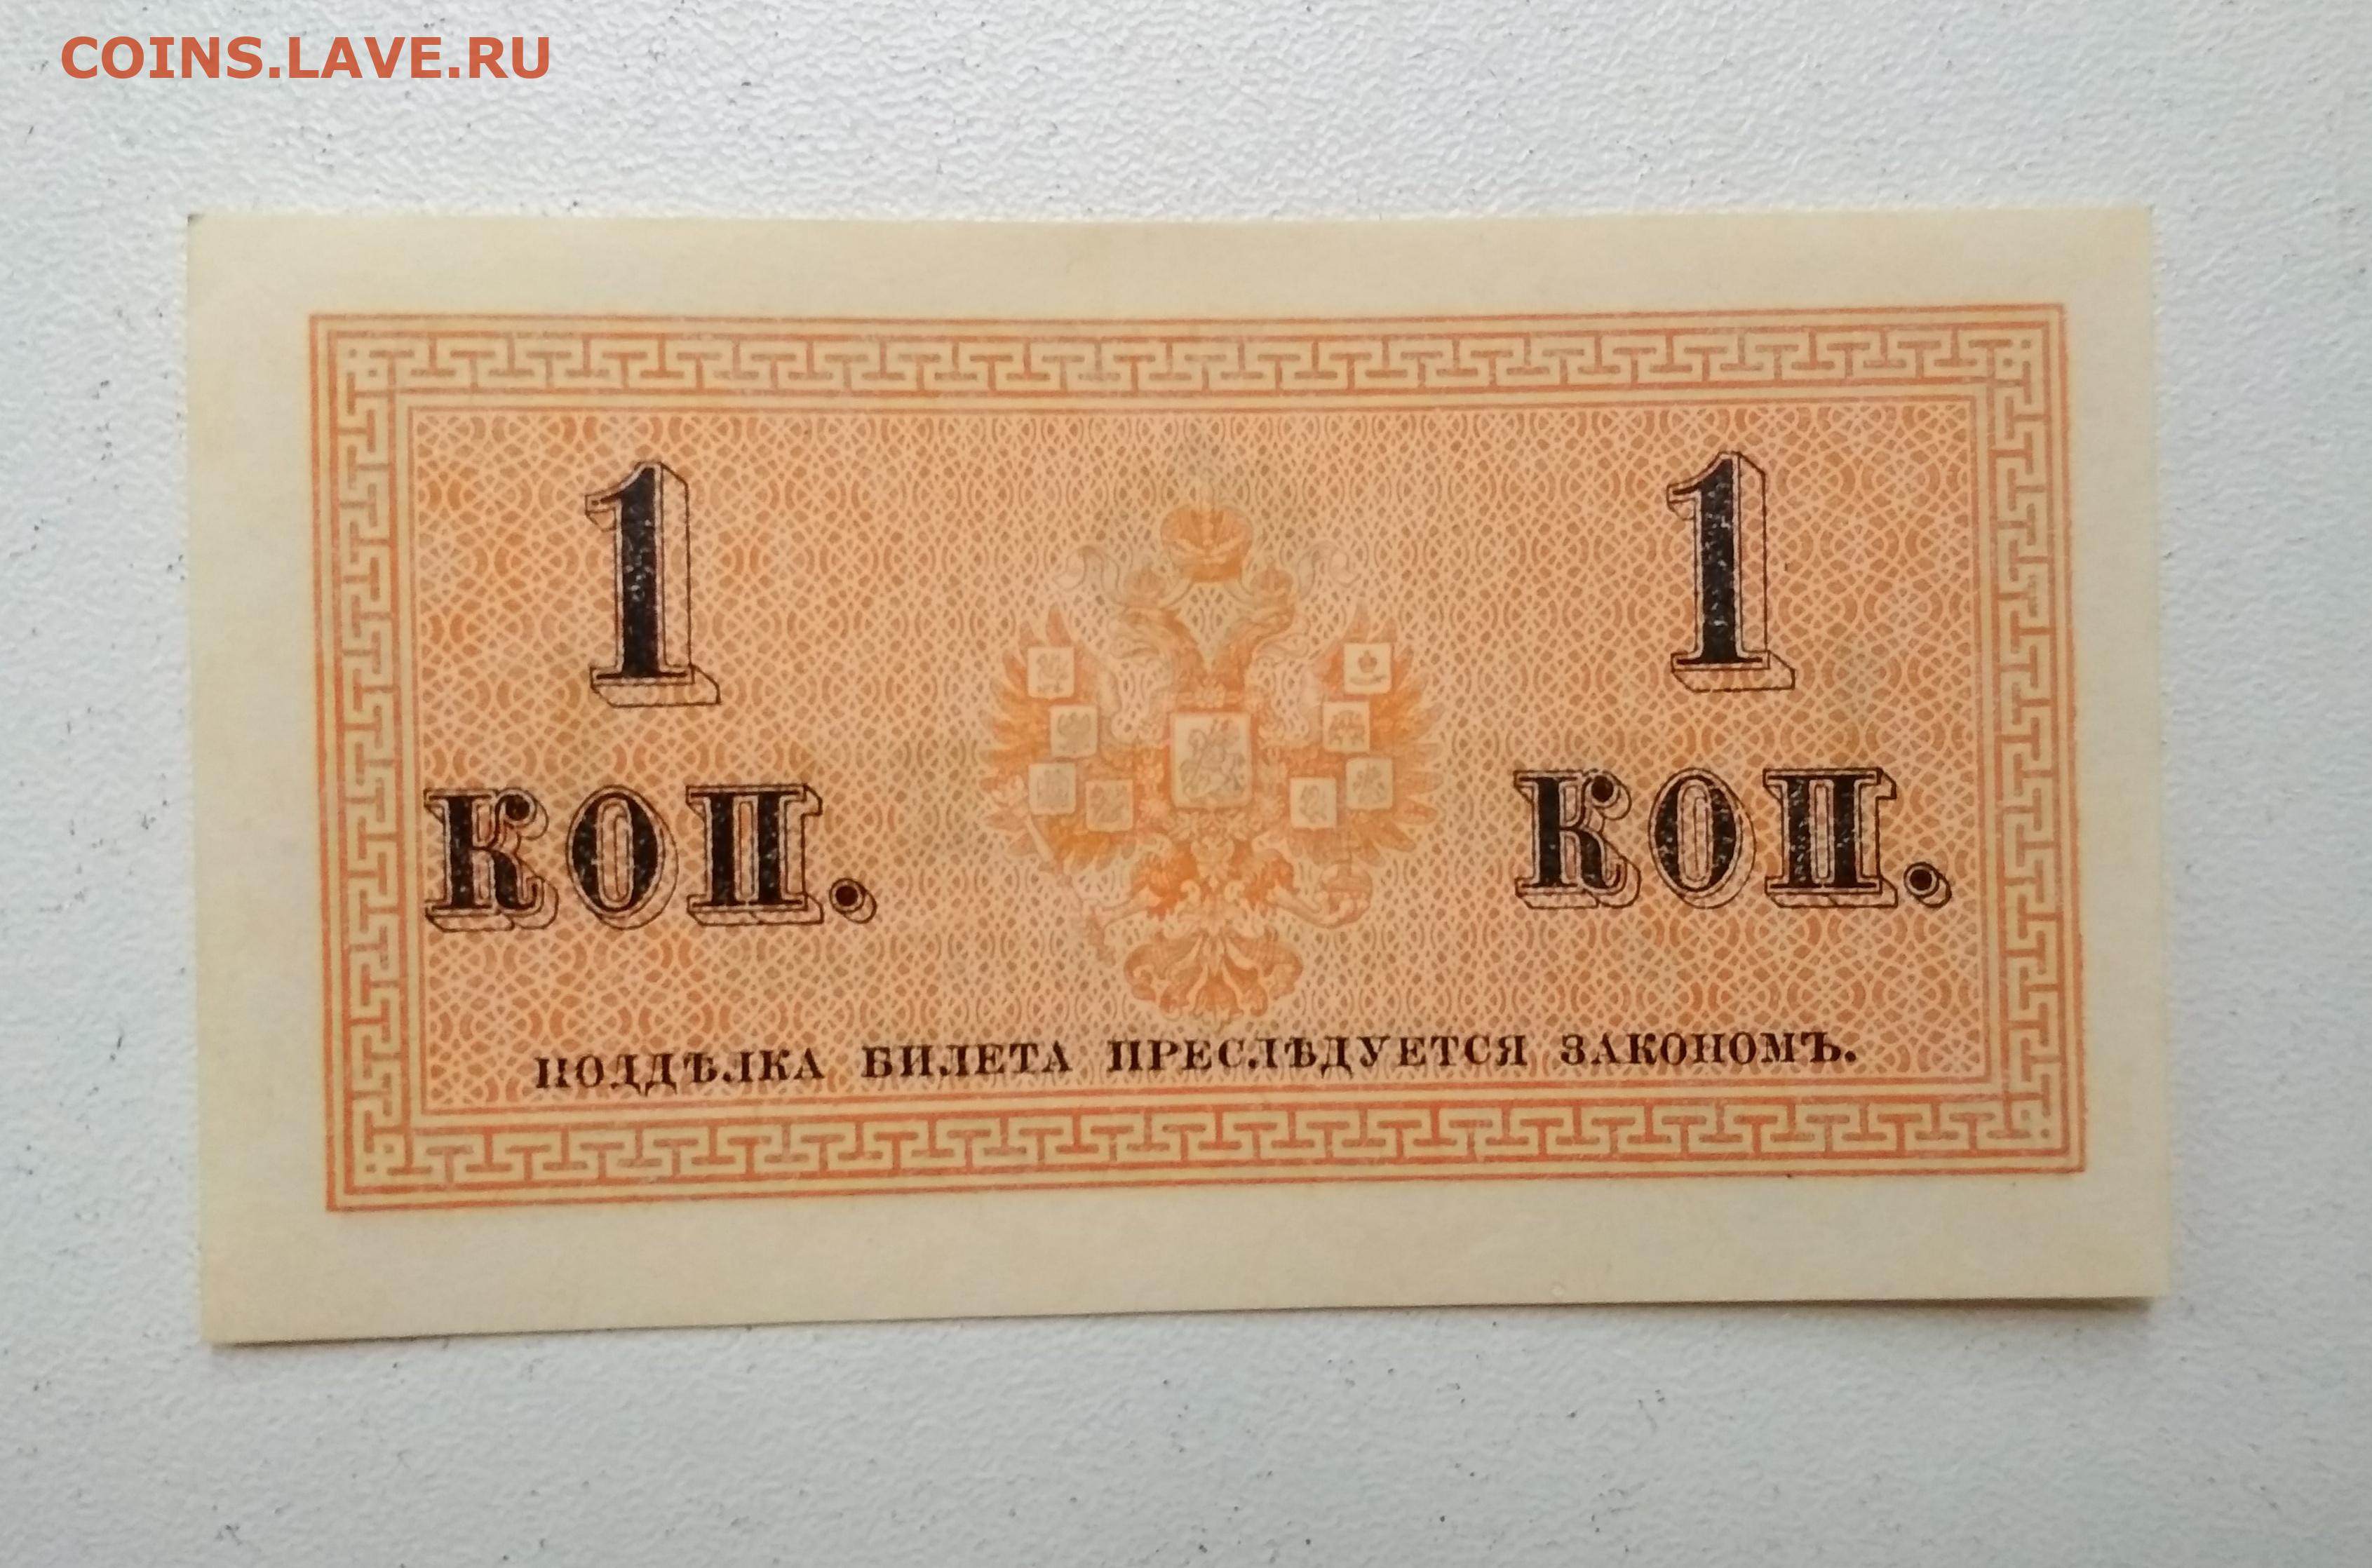 COINS.LAVE.RU
1 1
КОП. КОП.
ПОДДѢЛКА БИЛЕТА ПРЕСЛѢДУЕТСЯ ЗАКОНОМЪ.